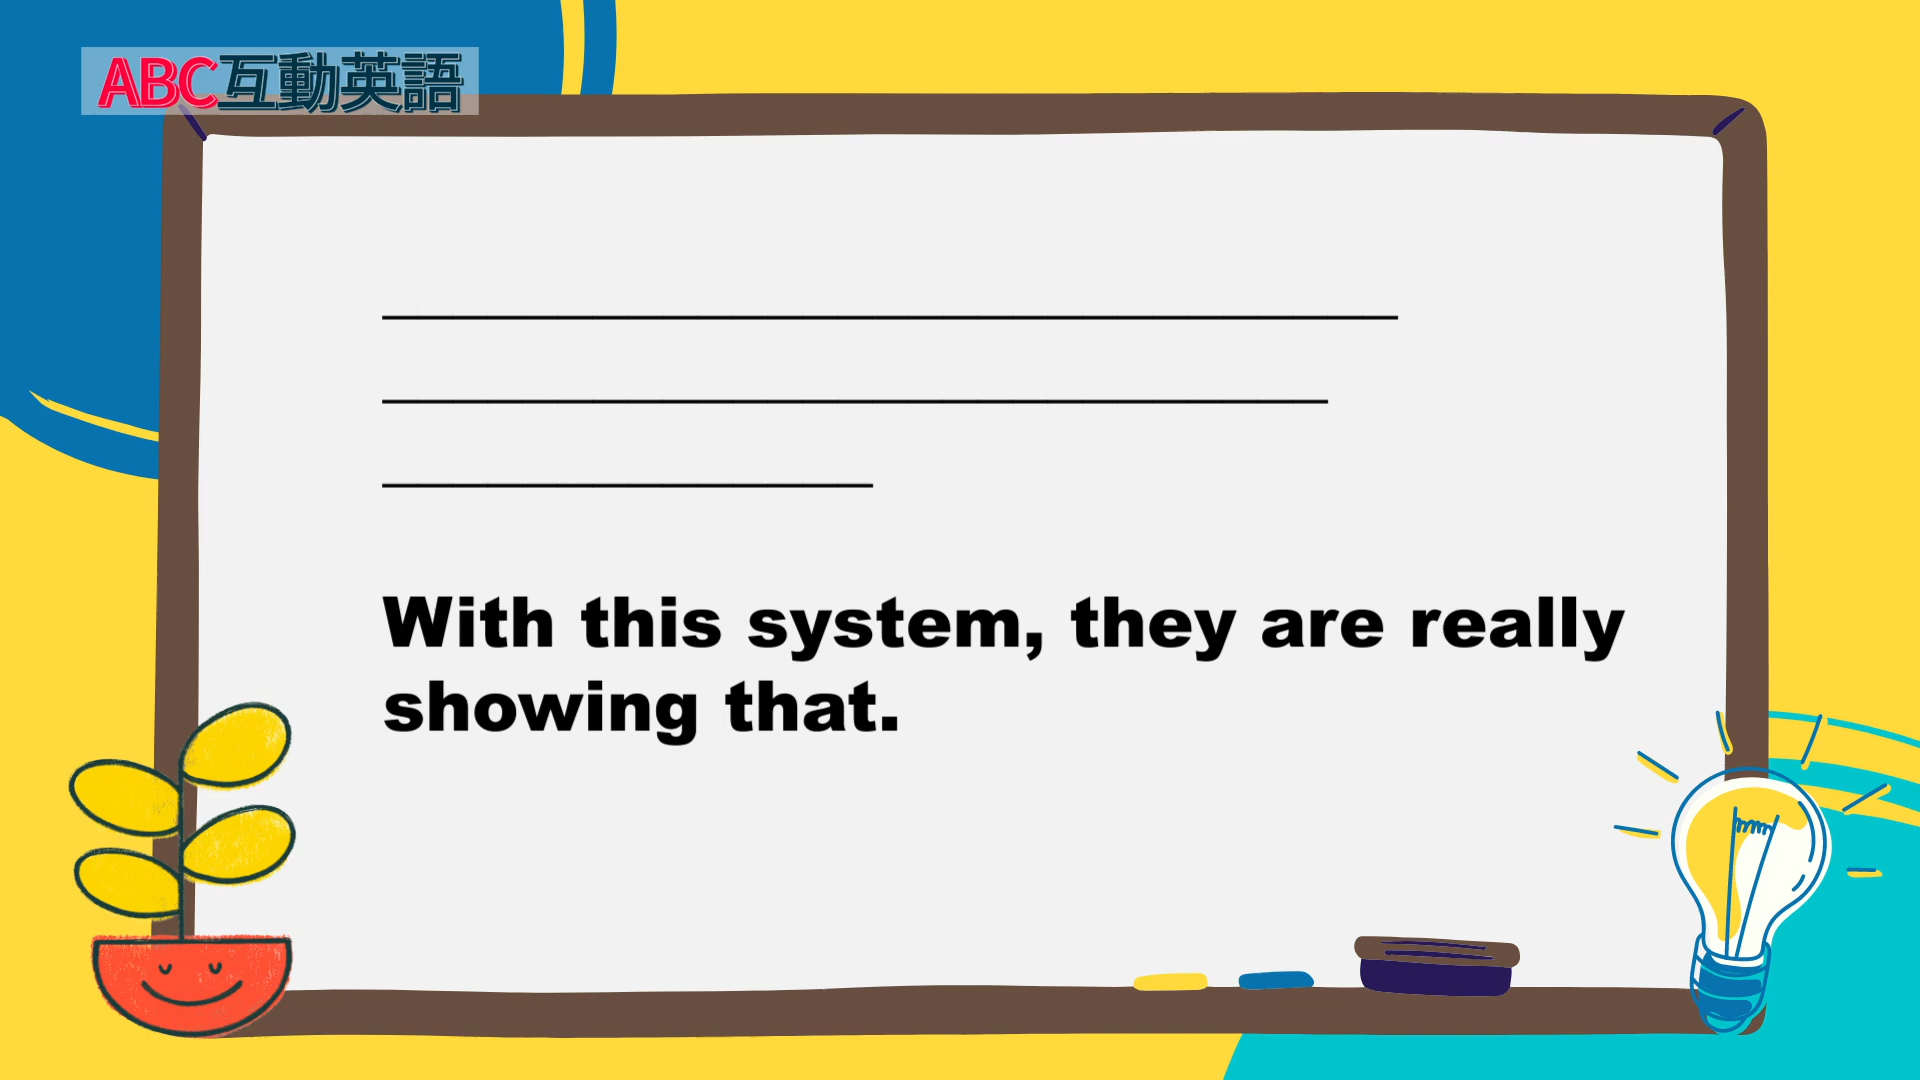 ABC互動英語
With this system, they are really
showing that.